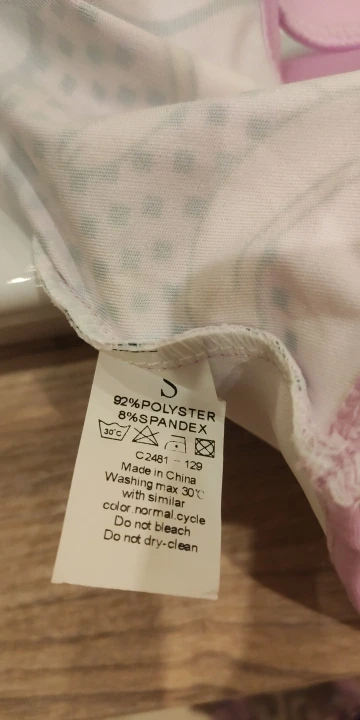 S
92%POLYSTER
8%SPANDEX
30°C
C2481 - 129
Made in China
Washing max 30℃
with similar
color.normal.cycle
Do not bleach
Do not dry-clean